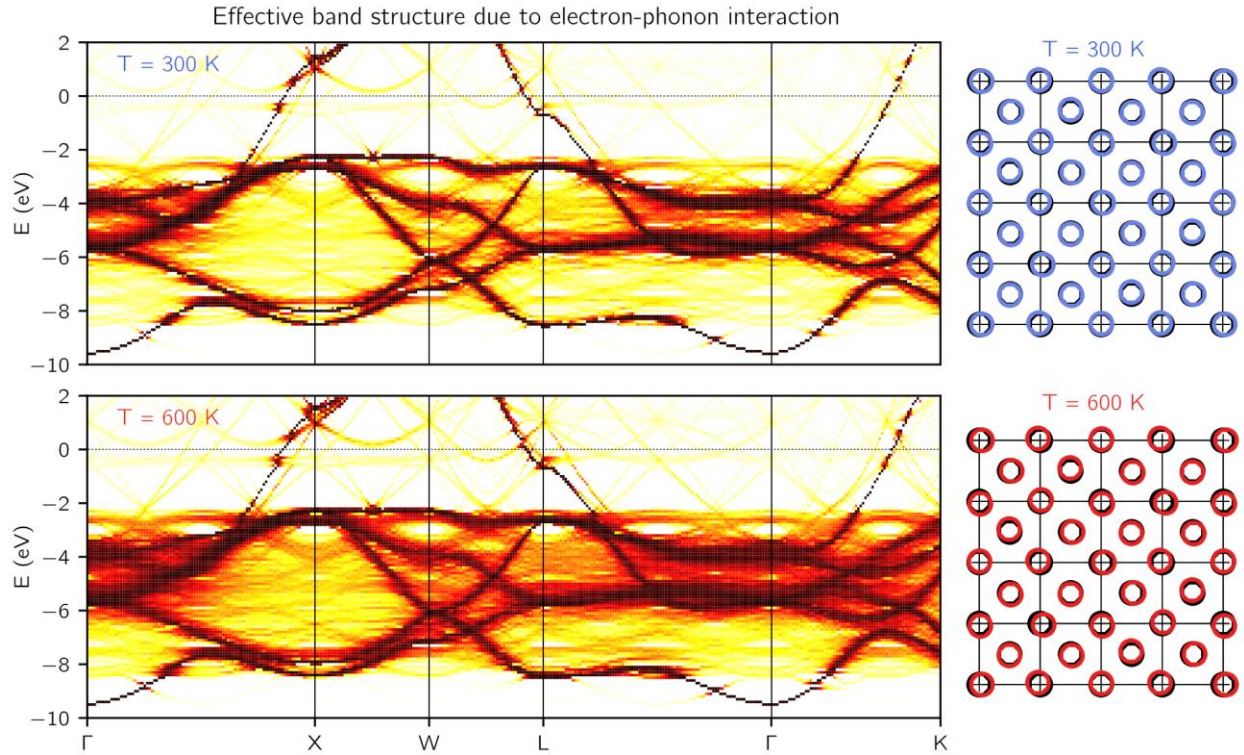 Effective band structure due to electron-phonon interaction
T = 300 K
T = 300 K
E (eV)
2
0
−2
−4
−6
−8
−10
T = 600 K
T = 600 K
E (eV)
2
0
−2
−4
−6
−8
−10
Γ X W L Γ K